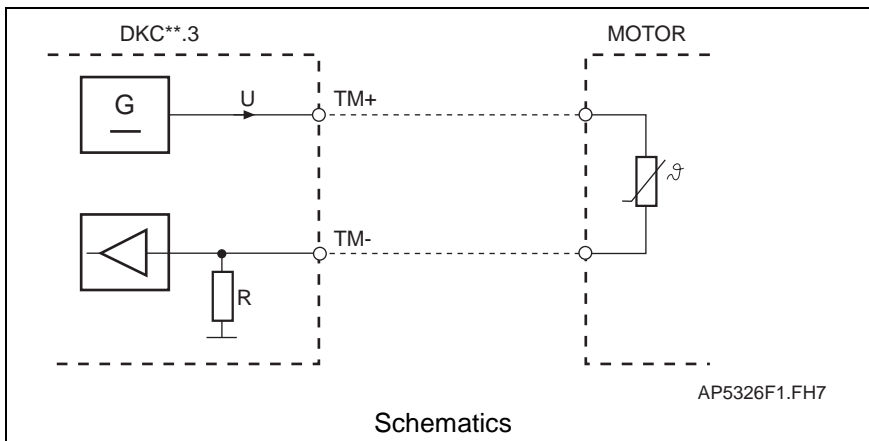 DKC**.3
MOTOR
G
U
TM+
ϑ
TM-
R
AP5326F1.FH7
Schematics